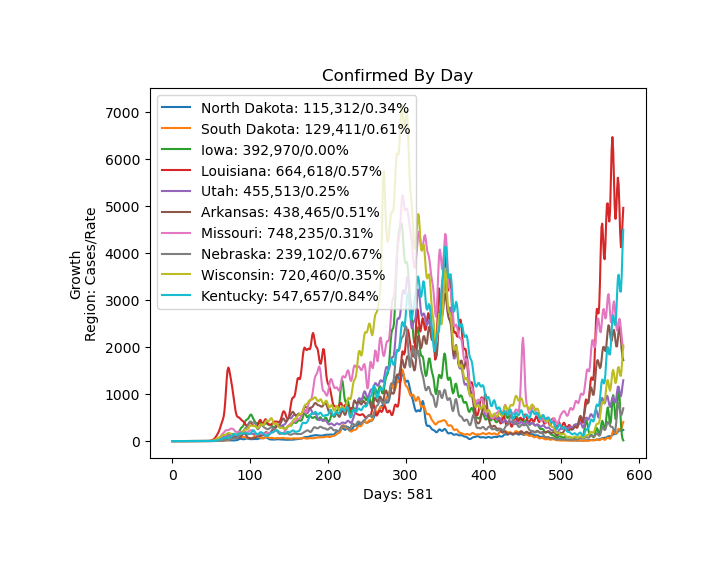 Confirmed By Day
Growth
Region: Cases/Rate
7000
6000
5000
4000
3000
2000
1000
0
North Dakota: 115,312/0.34%
South Dakota: 129,411/0.61%
Iowa: 392,970/0.00%
Louisiana: 664,618/0.57%
Utah: 455,513/0.25%
Arkansas: 438,465/0.51%
Missouri: 748,235/0.31%
Nebraska: 239,102/0.67%
Wisconsin: 720,460/0.35%
Kentucky: 547,657/0.84%
0 100 200 300 400 500 600
Days: 581